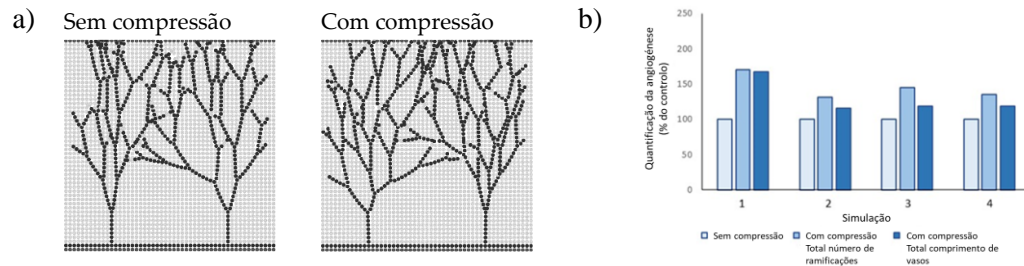 a)
Sem compressão
Com compressão
b)
Quantificação da angiogénese
(% do controlo)
250
200
150
100
50
0
1 2 3 4
Simulação
Sem compressão
Com compressão
Total número de
ramificações
Com compressão
Total comprimento de
vasos